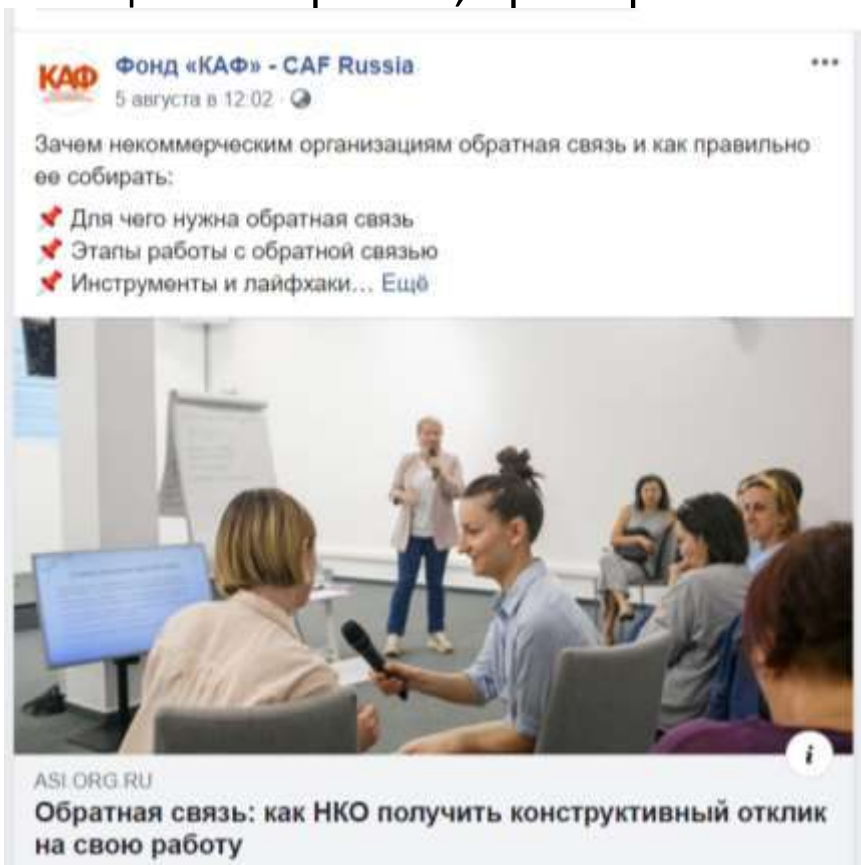 КАФ
Фонд «КАФ» - CAF Russia
5 августа в 12:02 ·
Зачем некоммерческим организациям обратная связь и как правильно
ее собирать:
📌 Для чего нужна обратная связь
📌 Этапы работы с обратной связью
📌 Инструменты и лайфхаки... Ещё
i
ASI.ORG.RU
Обратная связь: как НКО получить конструктивный отклик
на свою работу